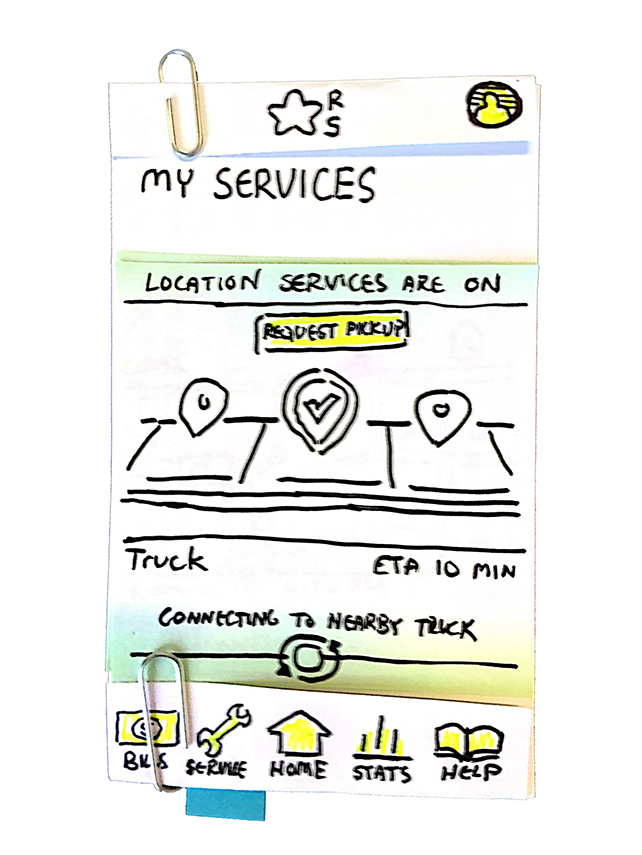 R
S
MY SERVICES
LOCATION SERVICES ARE ON
REQUEST PICKUP
Truck
ETA 10 MIN
CONNECTING TO NEARBY TRUCK
SERVICE
HOME
STATS
HELP